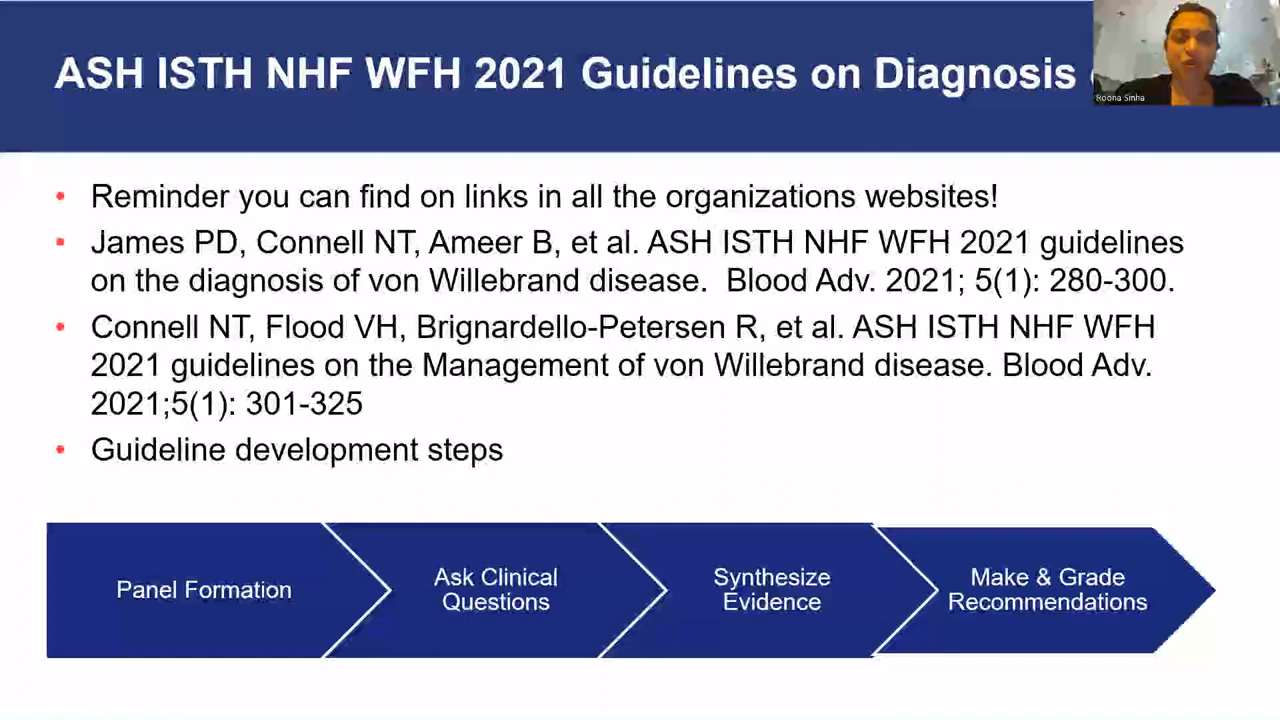 ASH ISTH NHF WFH 2021 Guidelines on Diagnosis
Roona Sinha
• Reminder you can find on links in all the organizations websites!
• James PD, Connell NT, Ameer B, et al. ASH ISTH NHF WFH 2021 guidelines
on the diagnosis of von Willebrand disease.  Blood Adv. 2021; 5(1): 280-300.
• Connell NT, Flood VH, Brignardello-Petersen R, et al. ASH ISTH NHF WFH
2021 guidelines on the Management of von Willebrand disease. Blood Adv.
2021;5(1): 301-325
• Guideline development steps
Panel Formation
Ask Clinical
Questions
Synthesize
Evidence
Make & Grade
Recommendations